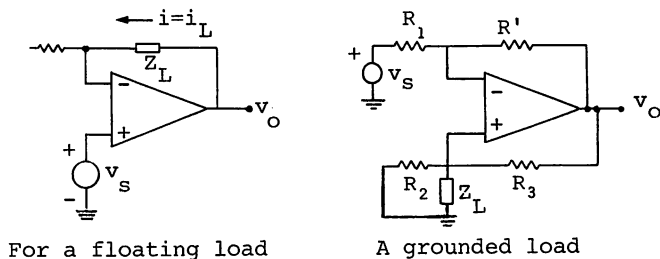 i=i_L
Z_L
−
+
v_o
+
v_s
−
For a floating load
R_1
R'
+
v_s
−
+
v_o
R_2
R_3
Z_L
A grounded load